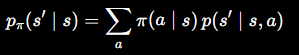 p_π(s′ | s) = ∑_a π(a | s) p(s′ | s, a)